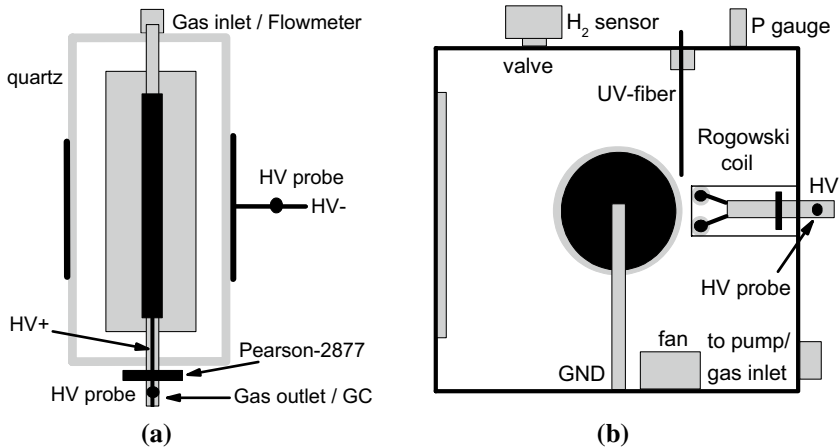 Gas inlet / Flowmeter
quartz
HV probe
HV-
HV+
Pearson-2877
HV probe
Gas outlet / GC
(a)
H2 sensor
P gauge
valve
UV-fiber
Rogowski
coil
HV
HV probe
fan
to pump/
GND
gas inlet
(b)